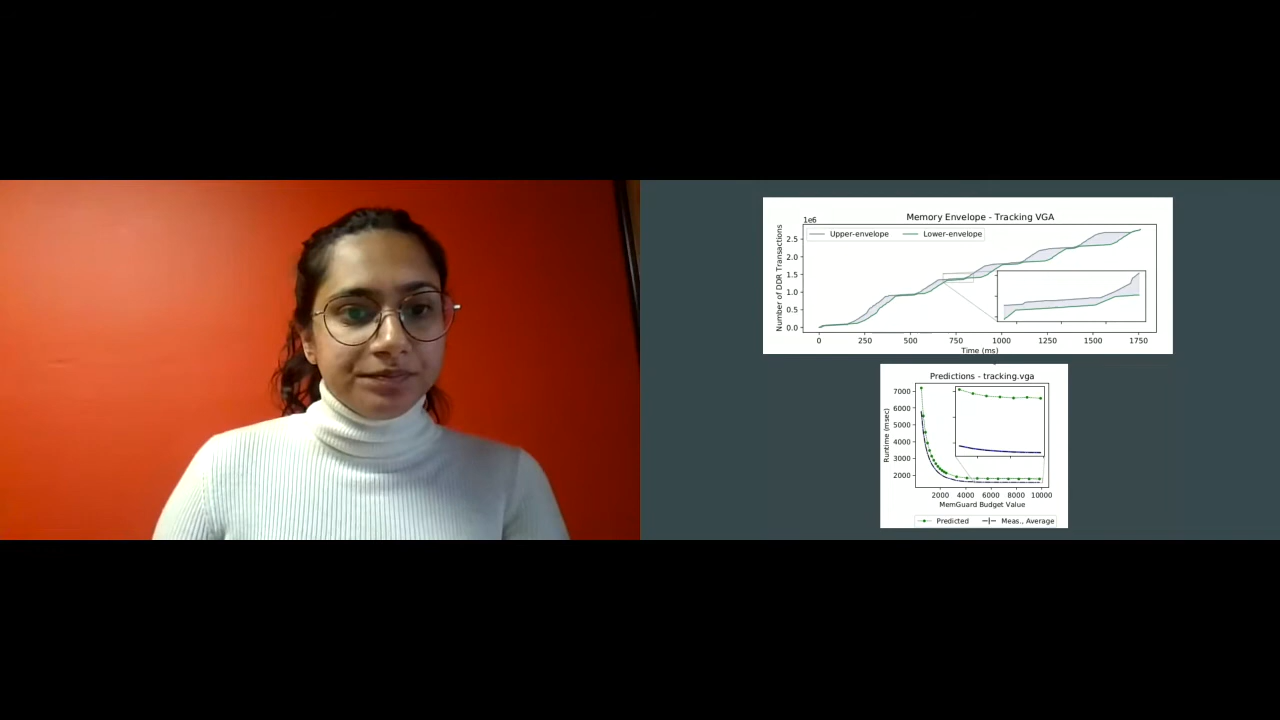 Memory Envelope - Tracking VGA
1e6
Upper-envelope Lower-envelope
Number of DDR Transactions
2.5
2.0
1.5
1.0
0.5
0.0
0 250 500 750 1000 1250 1500 1750
Time (ms)
Predictions - tracking.vga
Runtime (msec)
7000
6000
5000
4000
3000
2000
2000 4000 6000 8000 10000
MemGuard Budget Value
Predicted Meas., Average